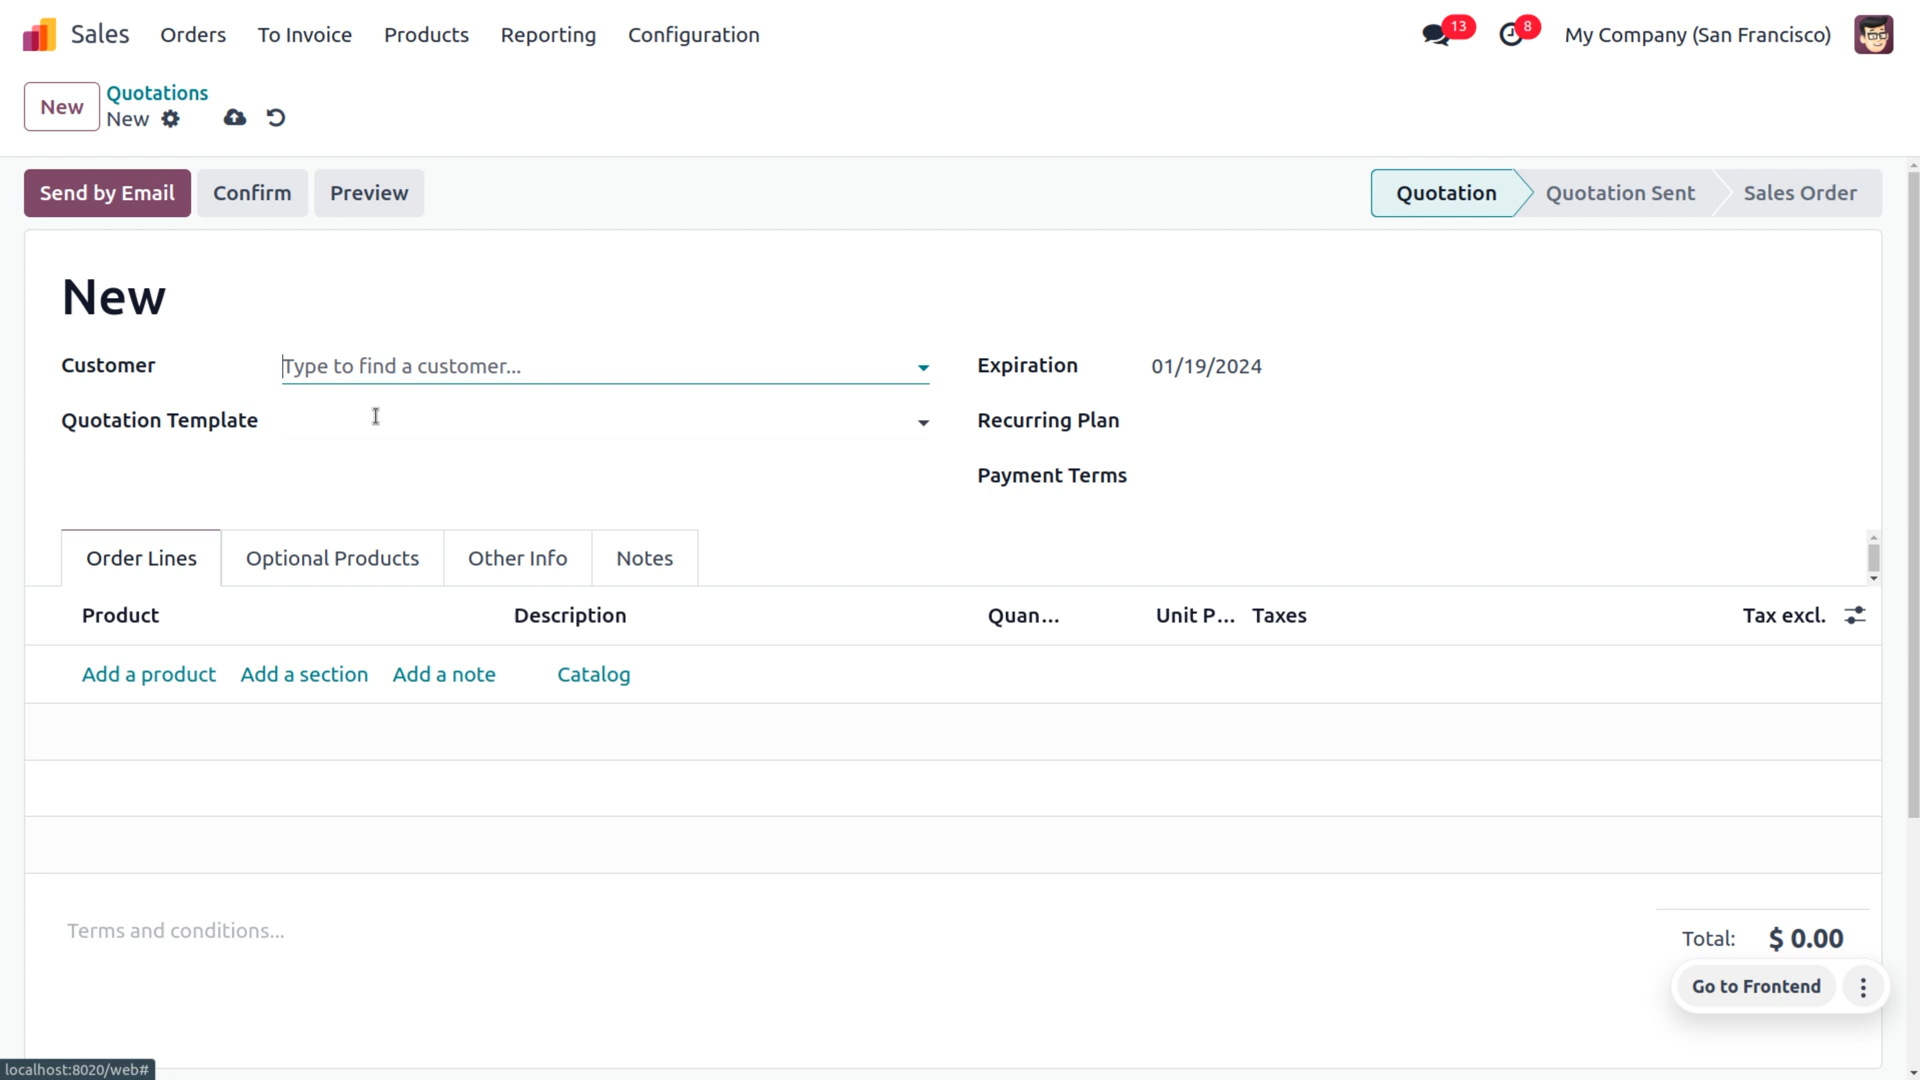 Sales Orders To Invoice Products Reporting Configuration 13 8 My Company (San Francisco)
New Quotations
New
Send by Email Confirm Preview Quotation Quotation Sent Sales Order
New
Customer Type to find a customer... Expiration 01/19/2024
Quotation Template Recurring Plan
Payment Terms
Order Lines Optional Products Other Info Notes
Product Description Quan... Unit P... Taxes Tax excl.
Add a product Add a section Add a note Catalog
Terms and conditions... Total: $ 0.00
Go to Frontend
localhost:8020/web#